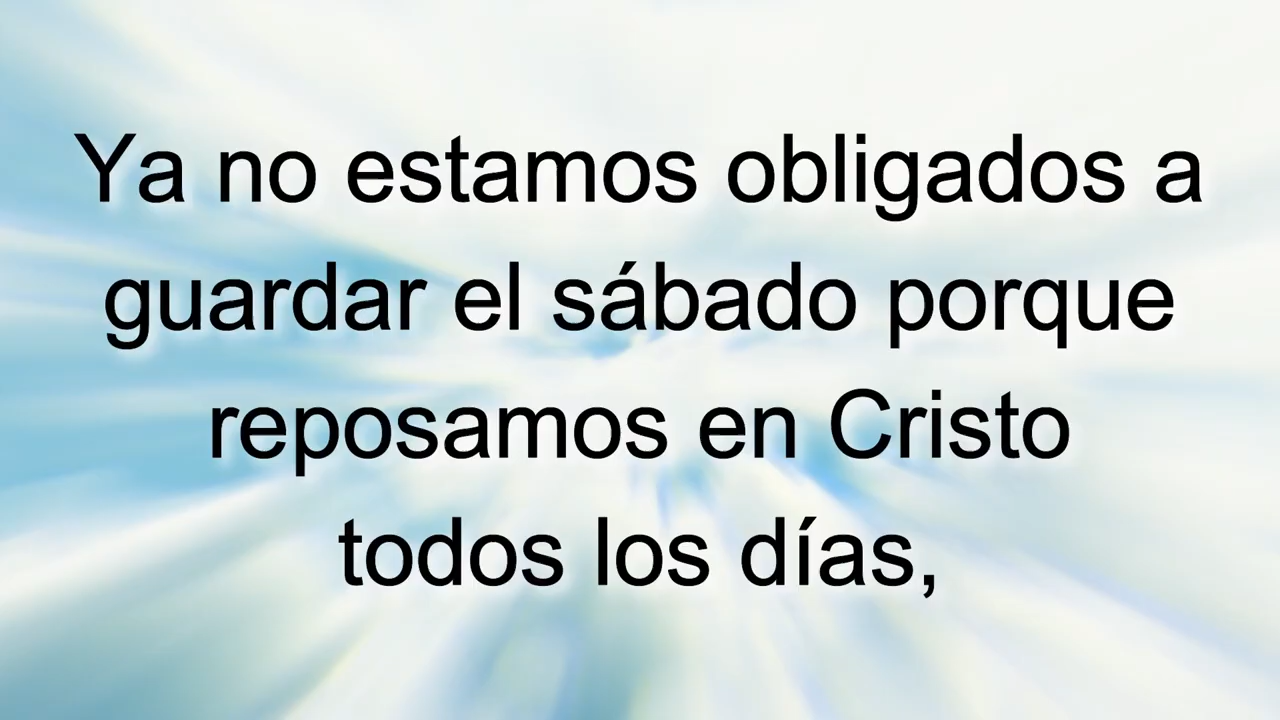 Ya no estamos obligados a
guardar el sábado porque
reposamos en Cristo
todos los días,